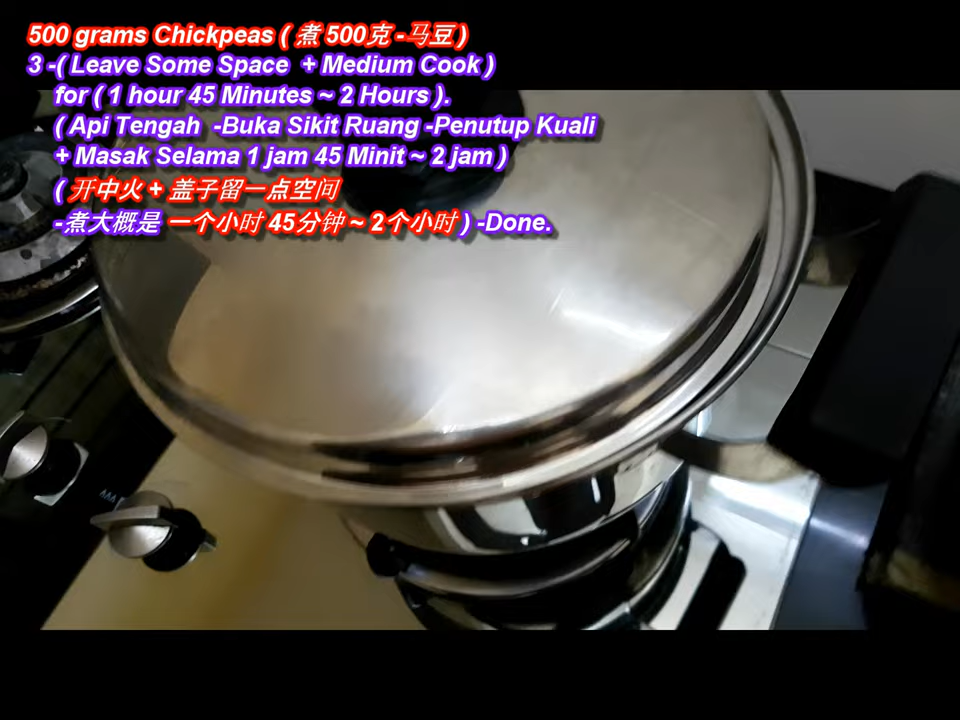 500 grams Chickpeas ( 煮 500克 -马豆 )
3 -( Leave Some Space + Medium Cook )
for ( 1 hour 45 Minutes ~ 2 Hours ).
( Api Tengah -Buka Sikit Ruang -Penutup Kuali
+ Masak Selama 1 jam 45 Minit ~ 2 jam )
( 开中火 + 盖子留一点空间
-煮大概是 一个小时 45分钟 ~ 2个小时 ) -Done.